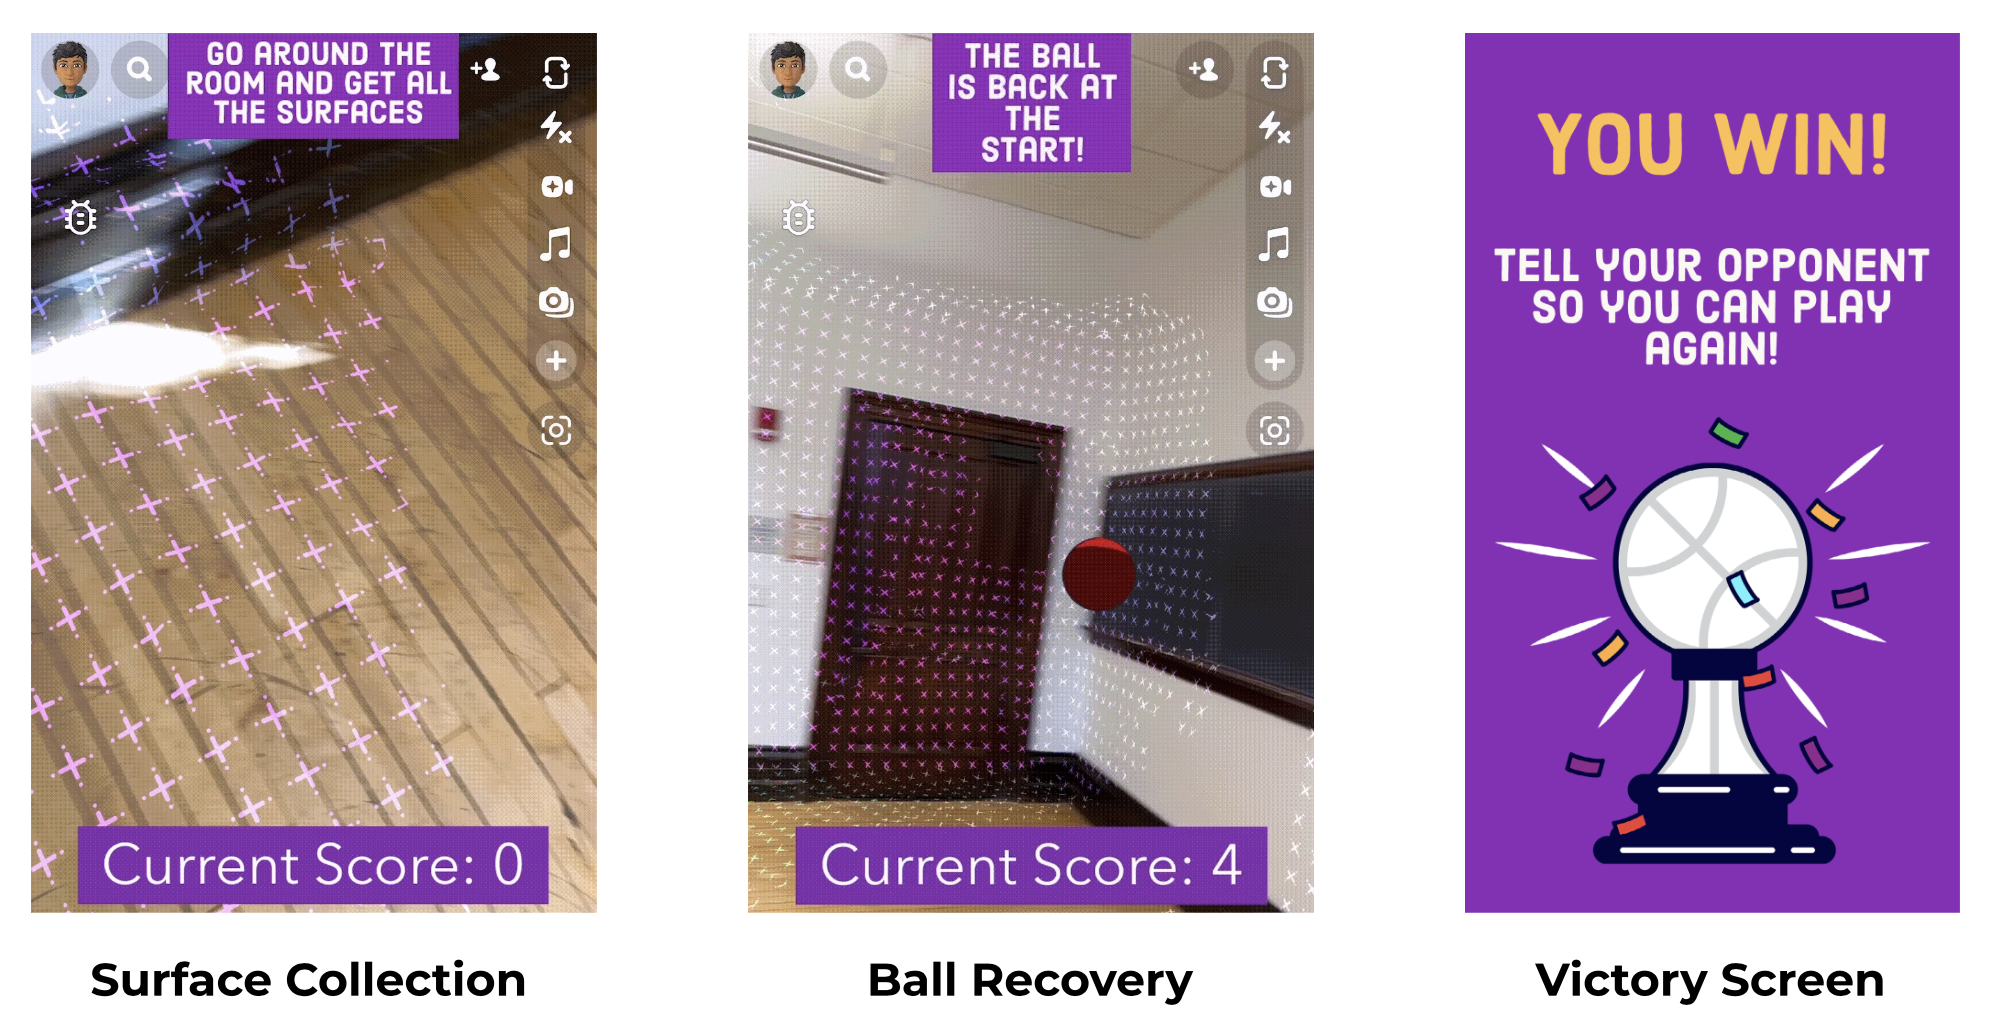 GO AROUND THE
ROOM AND GET ALL
THE SURFACES
Current Score: 0
Surface Collection
THE BALL
IS BACK AT
THE
START!
Current Score: 4
Ball Recovery
YOU WIN!
TELL YOUR OPPONENT
SO YOU CAN PLAY
AGAIN!
Victory Screen